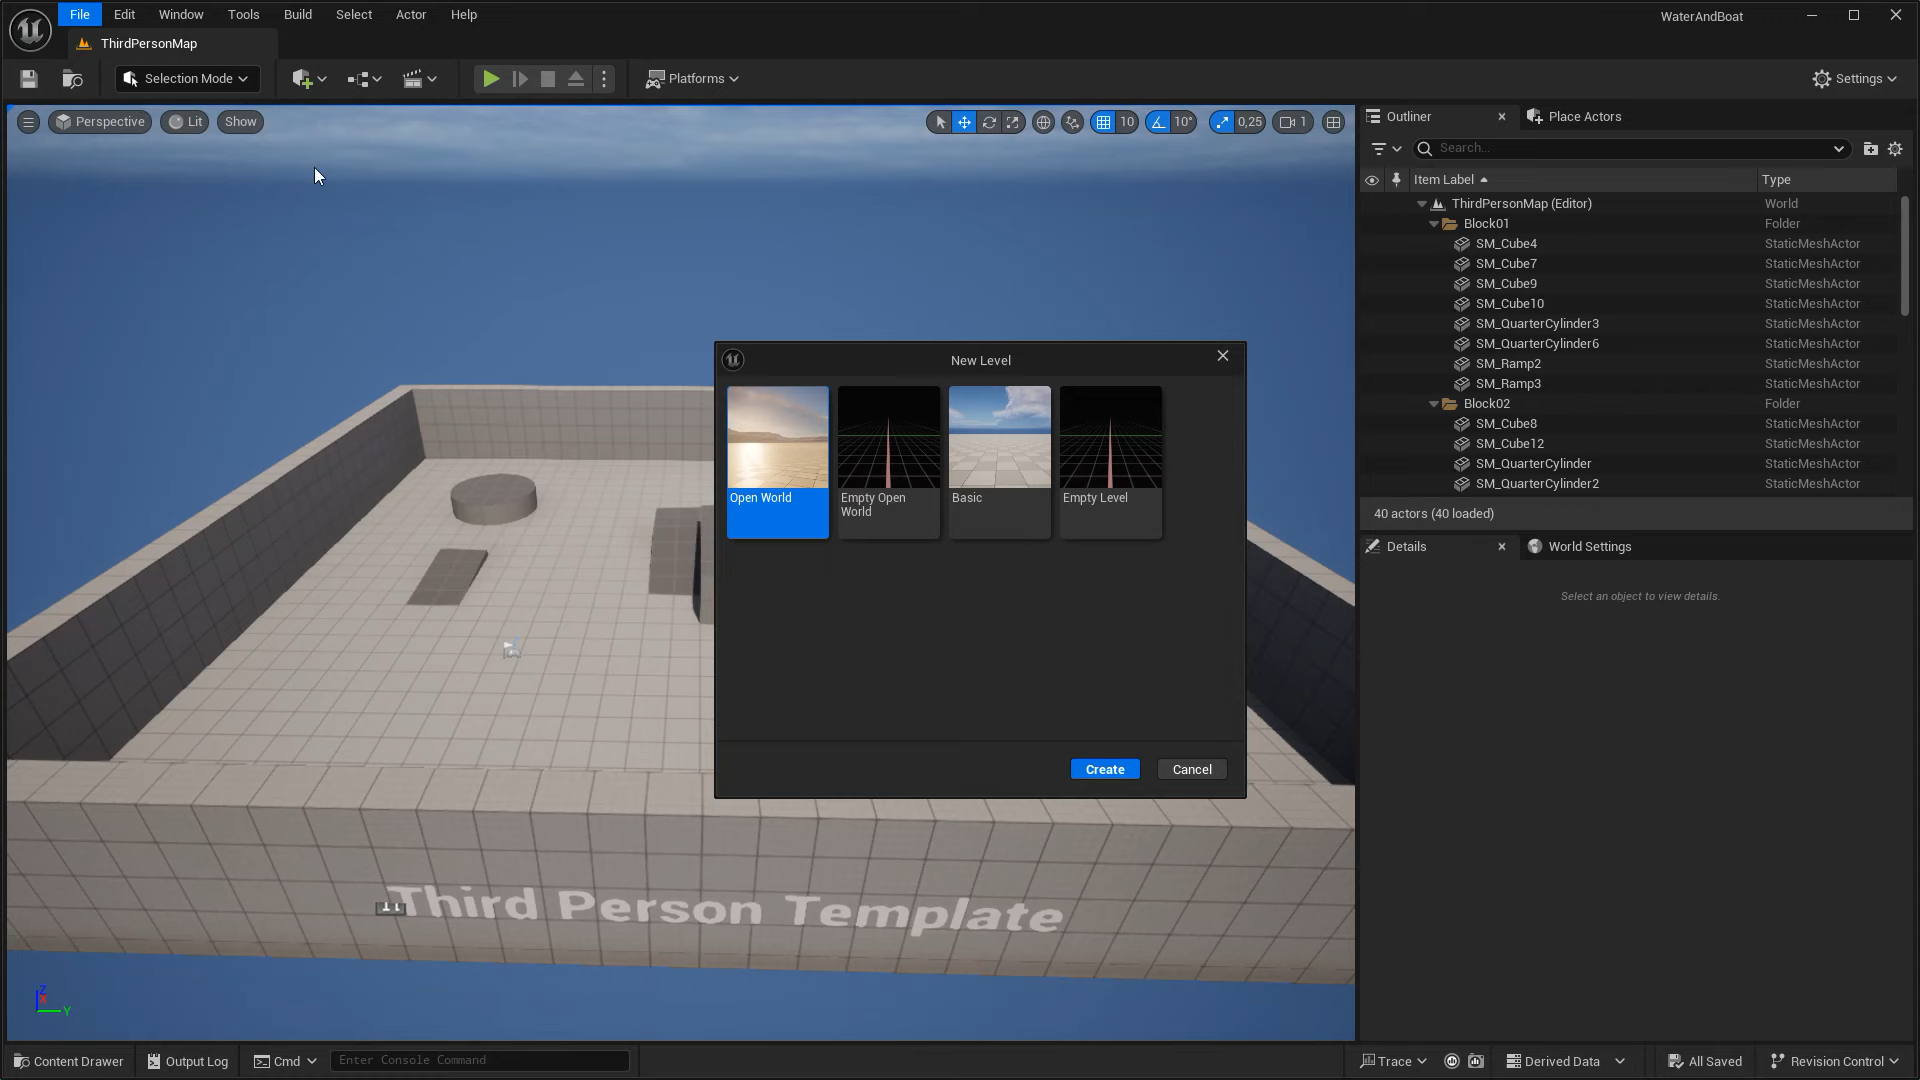 File Edit Window Tools Build Select Actor Help
WaterAndBoat
ThirdPersonMap
Selection Mode
Platforms
Settings
Perspective Lit Show
10 10° 0,25 1
Outliner
Place Actors
Search...
Item Label Type
ThirdPersonMap (Editor) World
Block01 Folder
SM_Cube4 StaticMeshActor
SM_Cube7 StaticMeshActor
SM_Cube9 StaticMeshActor
SM_Cube10 StaticMeshActor
SM_QuarterCylinder3 StaticMeshActor
SM_QuarterCylinder6 StaticMeshActor
SM_Ramp2 StaticMeshActor
SM_Ramp3 StaticMeshActor
Block02 Folder
SM_Cube8 StaticMeshActor
SM_Cube12 StaticMeshActor
SM_QuarterCylinder StaticMeshActor
SM_QuarterCylinder2 StaticMeshActor
40 actors (40 loaded)
Details
World Settings
Select an object to view details.
New Level
Open World
Empty Open
World
Basic
Empty Level
Create
Cancel
Third Person Template
Z
X
Y
Content Drawer
Output Log
Cmd
Enter Console Command
Trace
Derived Data
All Saved
Revision Control